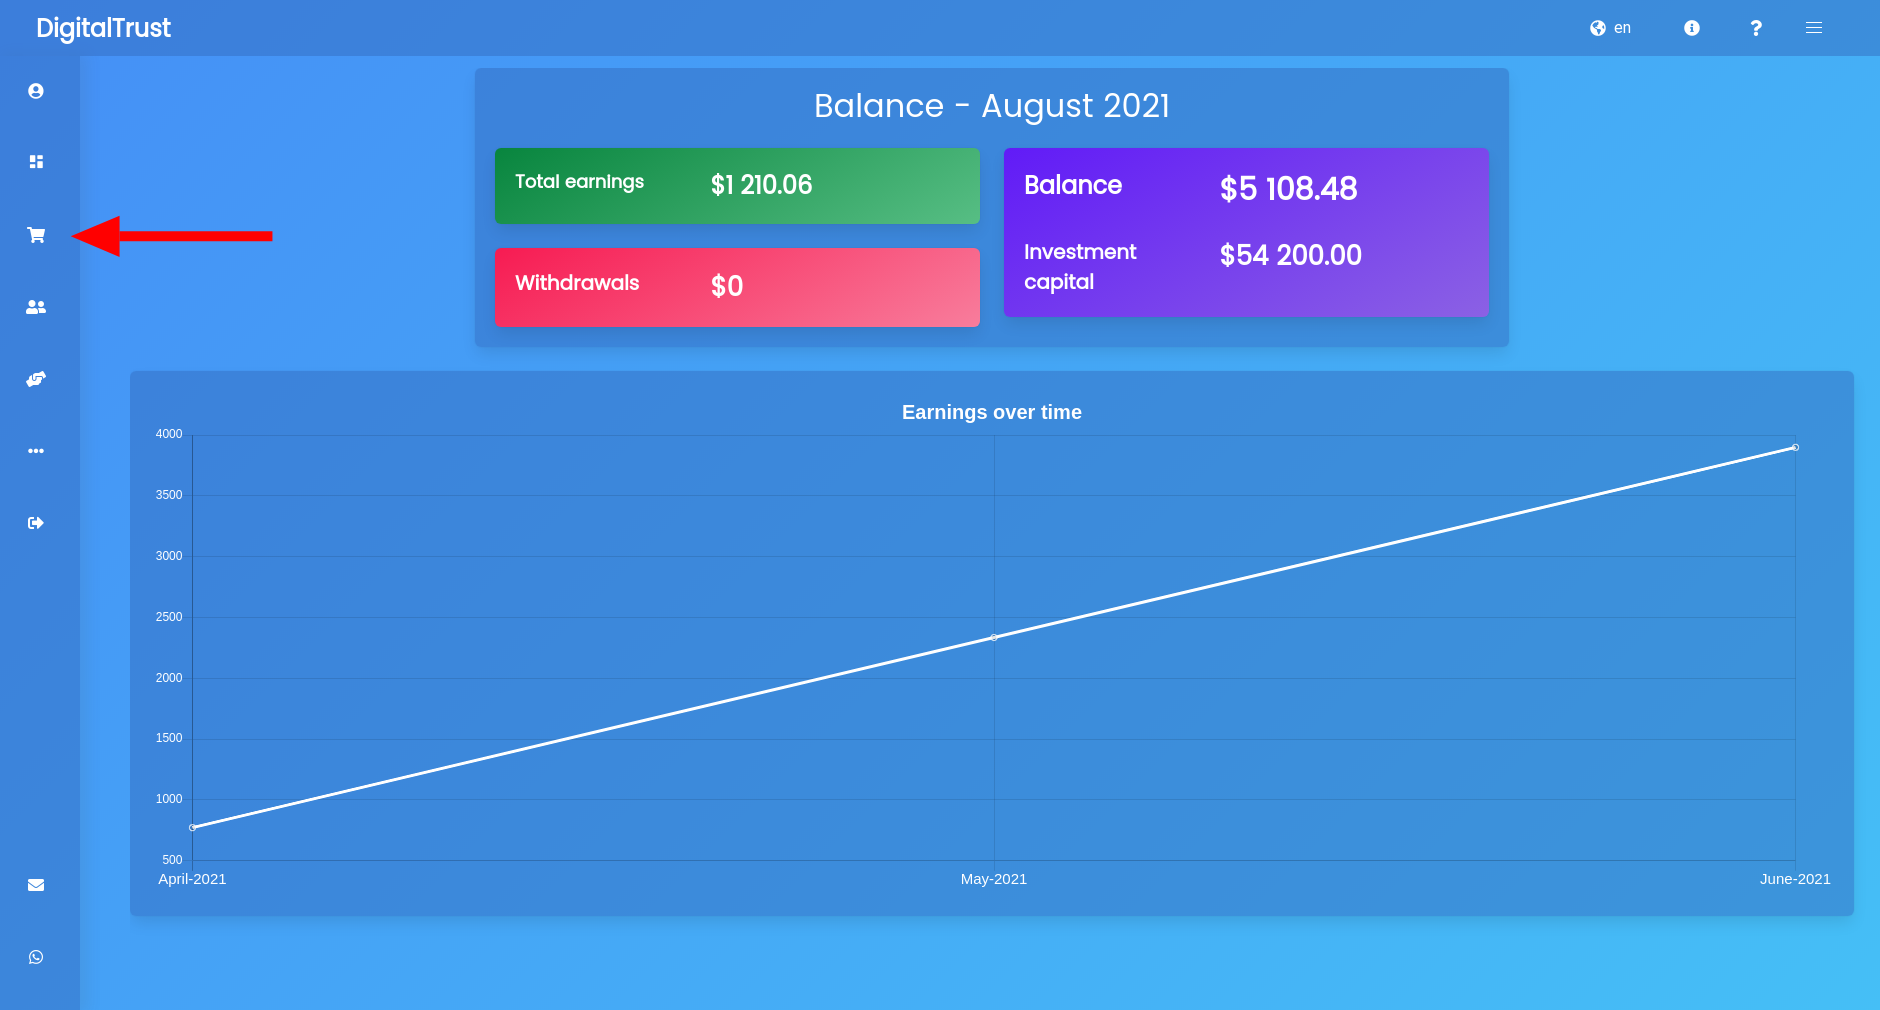 DigitalTrust
en
Balance - August 2021
Total earnings $1 210.06
Withdrawals $0
Balance $5 108.48
Investment capital $54 200.00
Earnings over time
4000
3500
3000
2500
2000
1500
1000
500
April-2021 May-2021 June-2021